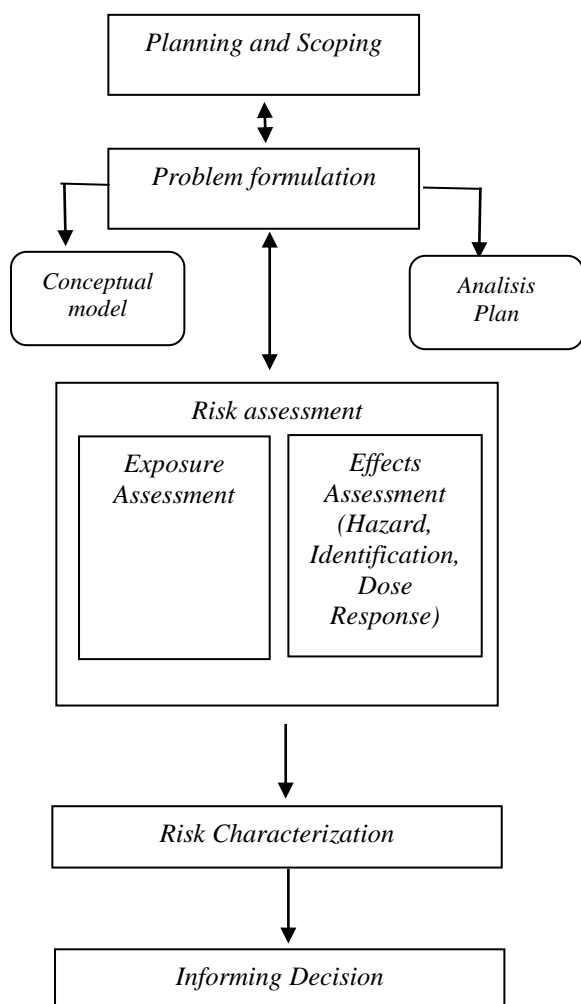 Planning and Scoping
Problem formulation
Conceptual
model
Analisis
Plan
Risk assessment
Exposure
Assessment
Effects
Assessment
(Hazard,
Identification,
Dose
Response)
Risk Characterization
Informing Decision